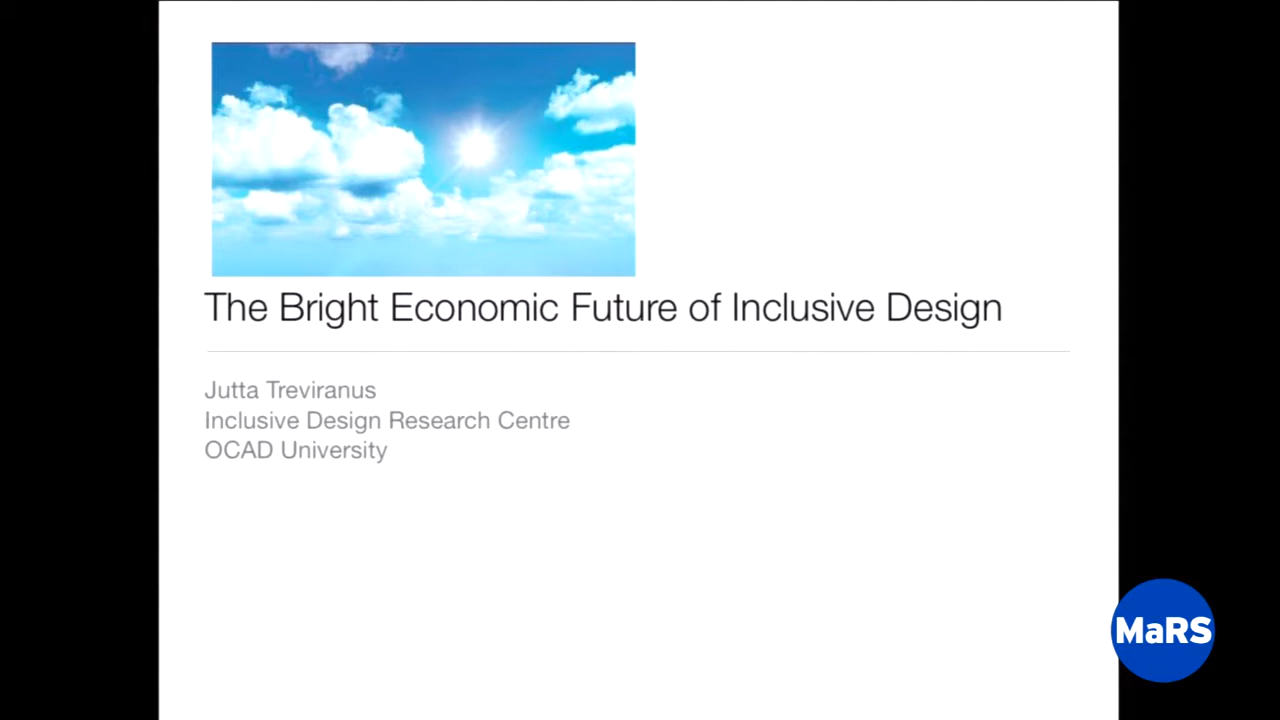 The Bright Economic Future of Inclusive Design
Jutta Treviranus
Inclusive Design Research Centre
OCAD University
MaRS